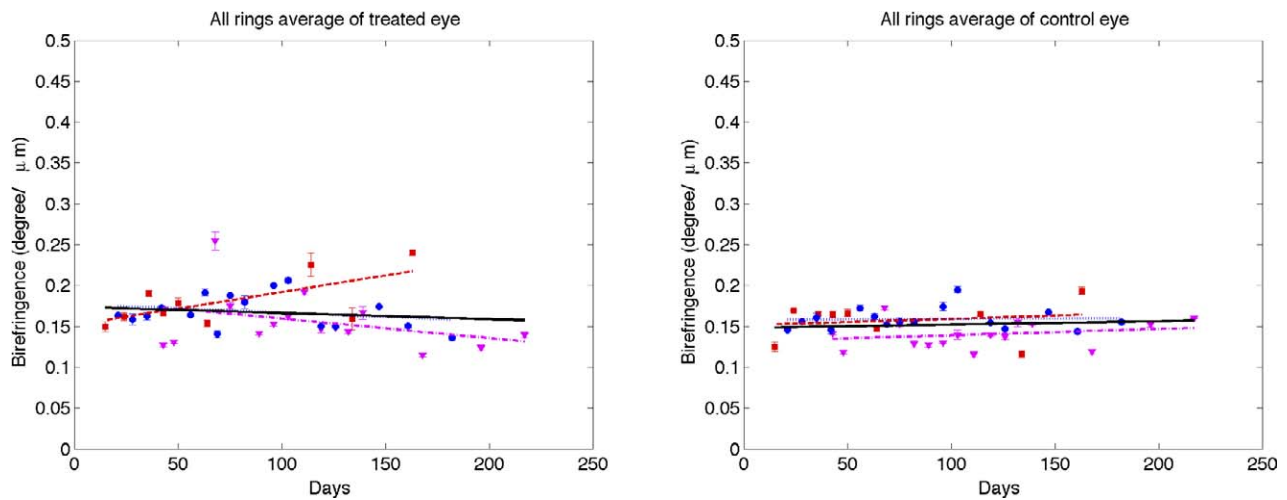 All rings average of treated eye
0.5
0.45
0.4
0.35
0.3
0.25
0.2
0.15
0.1
0.05
0
Birefringence (degree/ μm)
0 50 100 150 200 250
Days
All rings average of control eye
0.5
0.45
0.4
0.35
0.3
0.25
0.2
0.15
0.1
0.05
0
Birefringence (degree/ μm)
0 50 100 150 200 250
Days